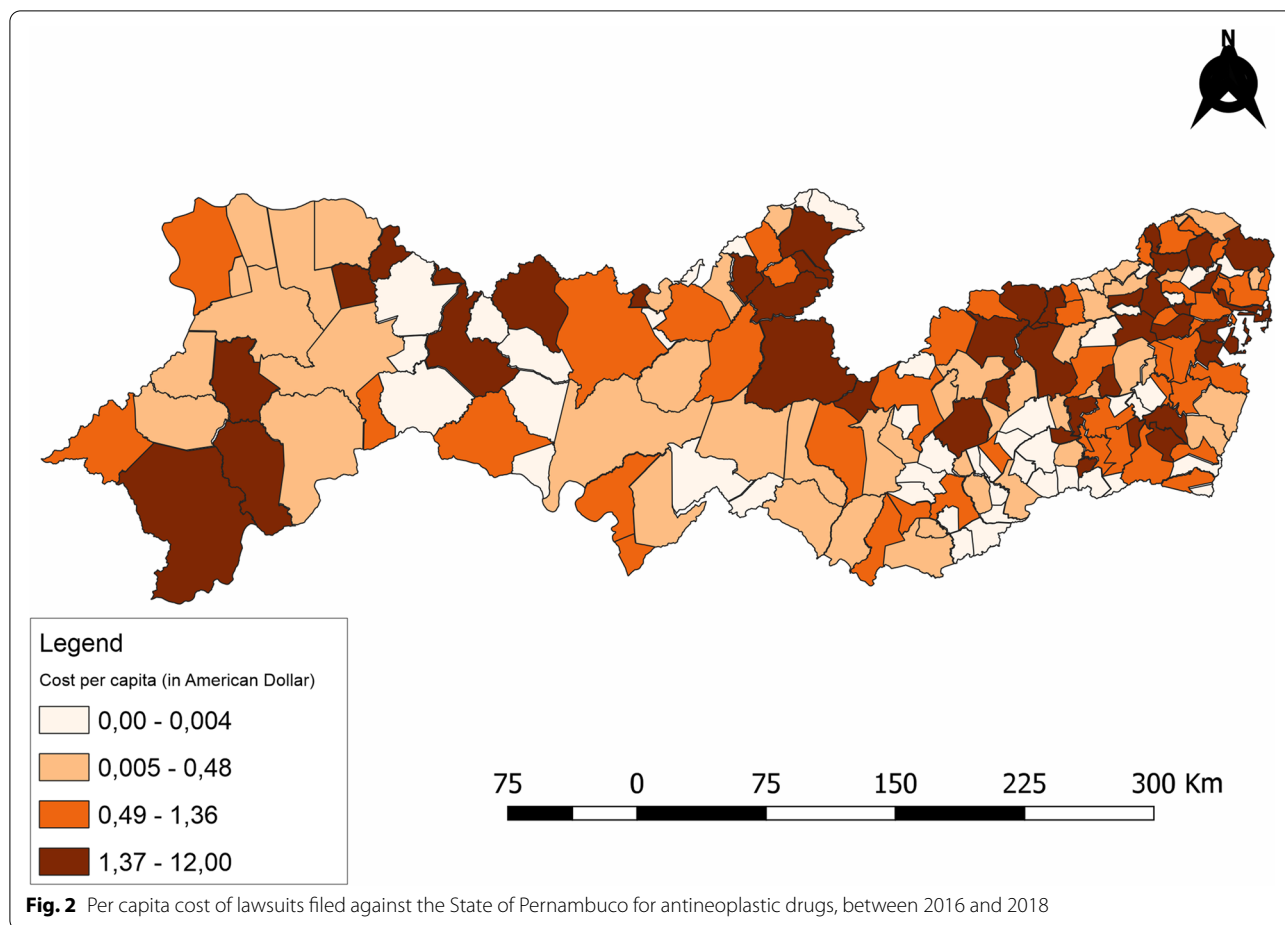 N
Legend
Cost per capita (in American Dollar)
0,00 - 0,004
0,005 - 0,48
0,49 - 1,36
1,37 - 12,00
75 0 75 150 225 300 Km
Fig. 2 Per capita cost of lawsuits filed against the State of Pernambuco for antineoplastic drugs, between 2016 and 2018